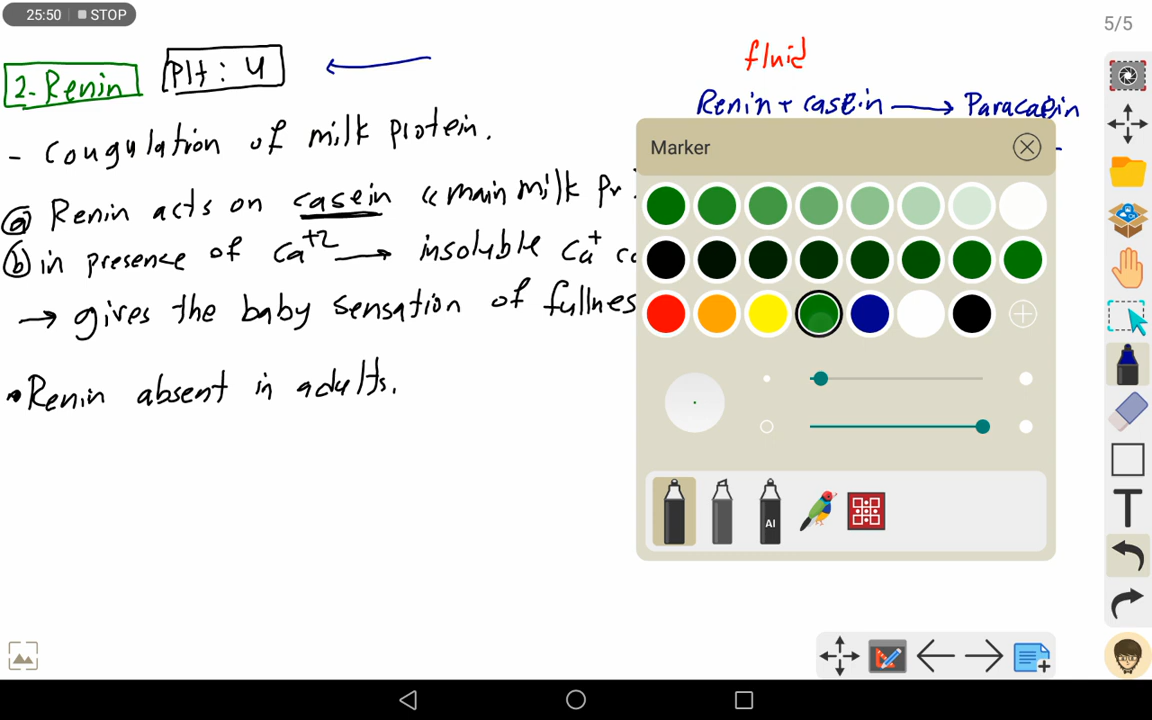 25:50 STOP
5/5
2. Renin
Plt : 4
fluid
Renin + casein → Paracasein
- Cougulation of milk protein.
ⓐ Renin acts on casein «main milk pr
ⓑ in presence of Ca+2 → insoluble Ca+
→ gives the baby sensation of fullnes
• Renin absent in adults.
Marker
AI
T